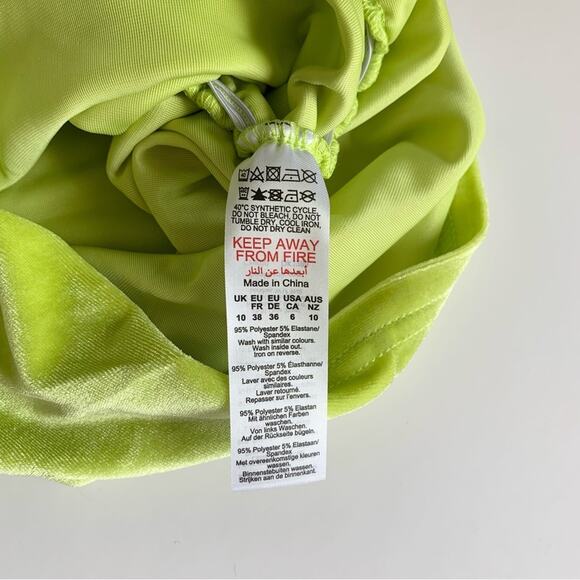 40°C SYNTHETIC CYCLE,
DO NOT BLEACH, DO NOT
TUMBLE DRY, COOL IRON,
DO NOT DRY CLEAN
KEEP AWAY
FROM FIRE
أبعدها عن النار
Made in China
UK EU EU USA AUS
FR DE CA NZ
10 38 36 6 10
95% Polyester 5% Elastane/
Spandex
Wash with similar colours.
Wash inside out.
Iron on reverse.
95% Polyester 5% Élasthanne/
Spandex
Laver avec des couleurs
similaires.
Laver retourné.
Repasser sur l'envers.
95% Polyester 5% Elastan
Mit ähnlichen Farben
waschen.
Von links Waschen.
Auf der Rückseite bügeln.
95% Polyester 5% Elastaan/
Spandex
Met overeenkomstige kleuren
wassen.
Binnenstebuiten wassen.
Strijken aan de binnenkant.